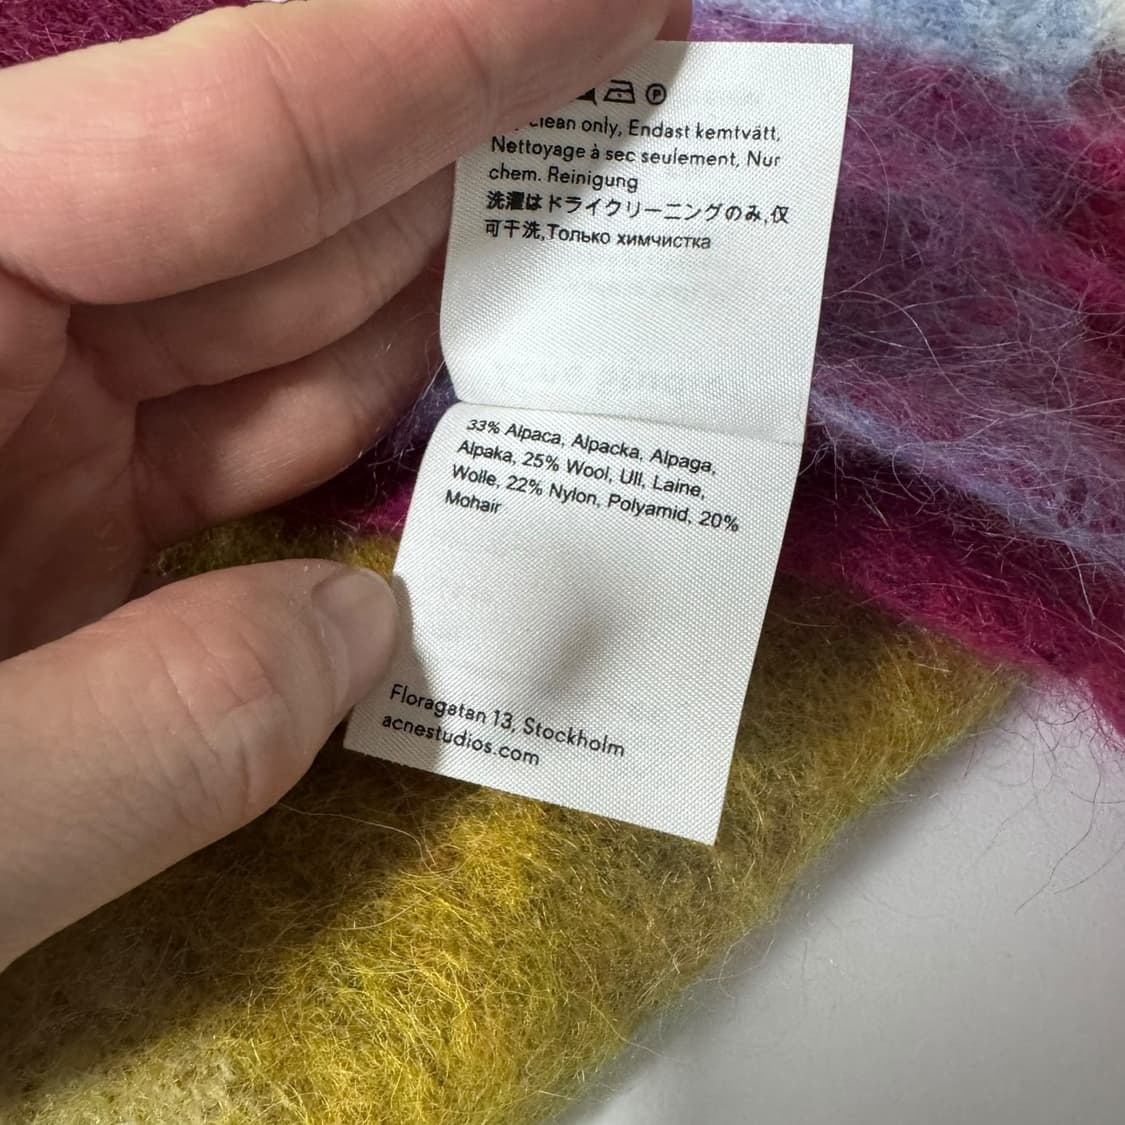 P
clean only, Endast kemtvätt,
Nettoyage à sec seulement, Nur
chem. Reinigung
洗濯はドライクリーニングのみ,仅
可干洗,Только химчистка
33% Alpaca, Alpacka, Alpaga,
Alpaka, 25% Wool, Ull, Laine,
Wolle, 22% Nylon, Polyamid, 20%
Mohair
Floragatan 13, Stockholm
acnestudios.com